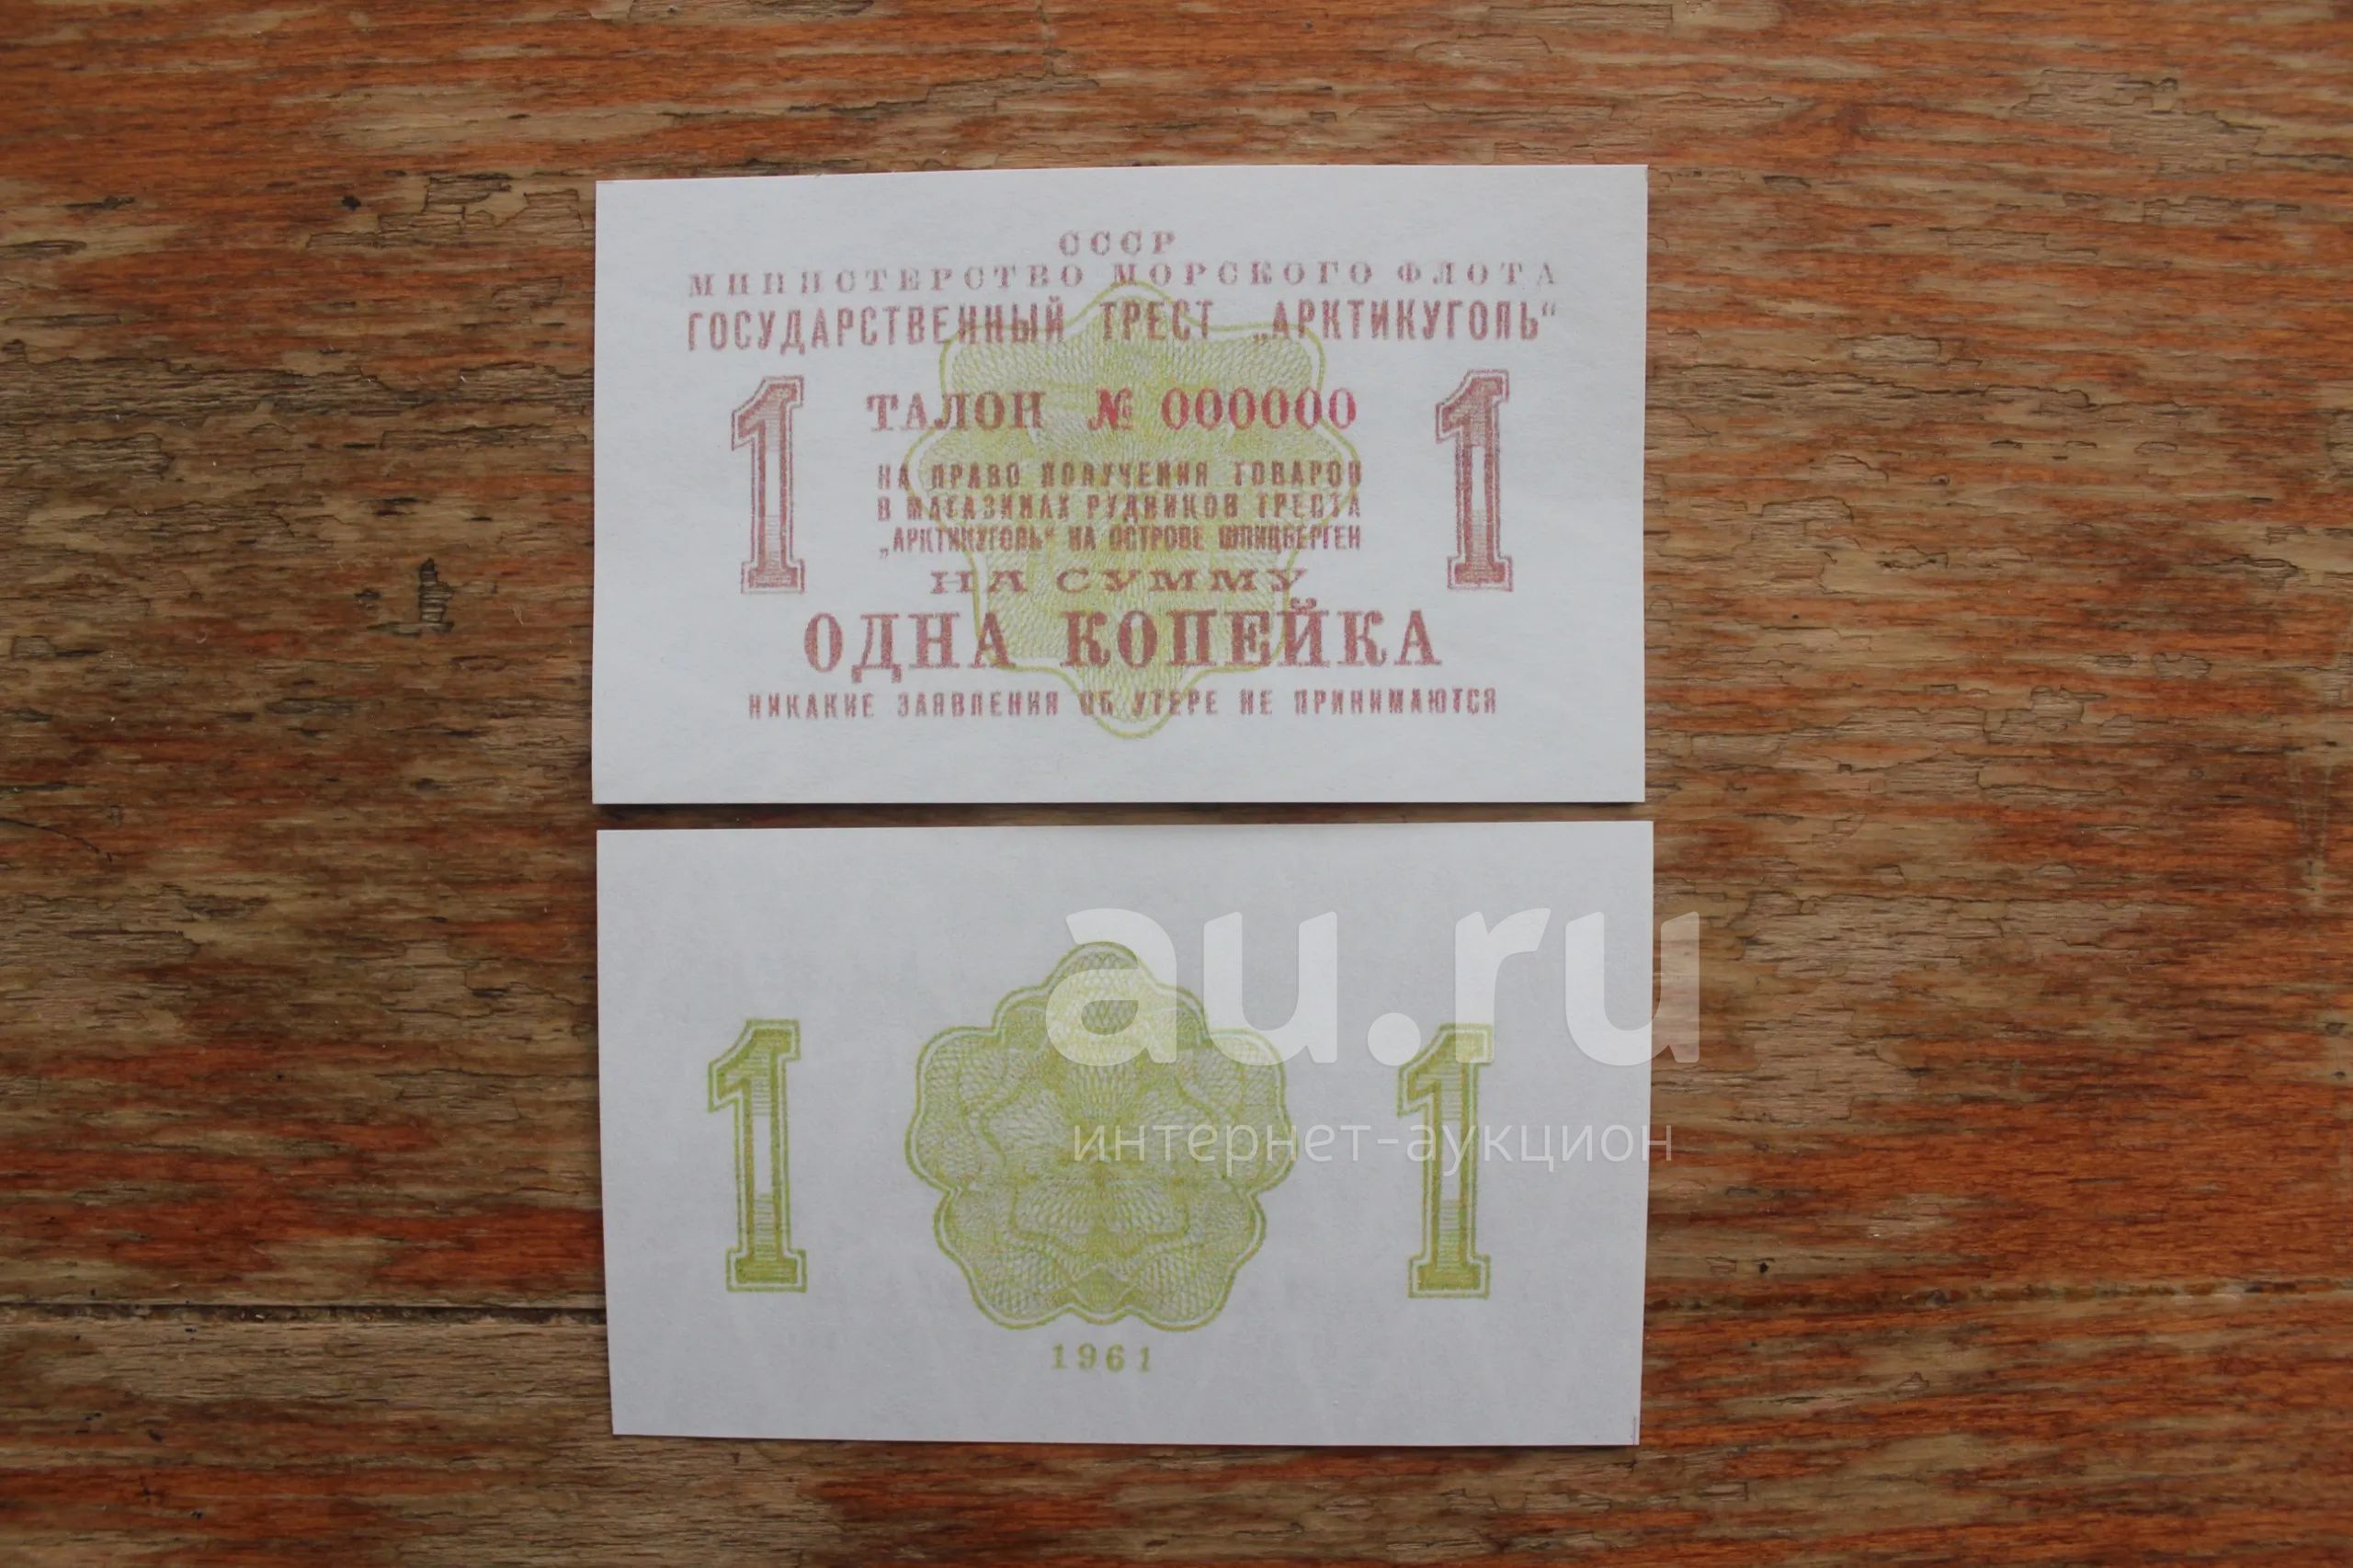 СССР
МИНИСТЕРСТВО МОРСКОГО ФЛОТА
ГОСУДАРСТВЕННЫЙ ТРЕСТ „АРКТИКУГОЛЬ“
1 ТАЛОН № 000000 1
НА ПРАВО ПОЛУЧЕНИЯ ТОВАРОВ
В МАГАЗИНАХ РУДНИКОВ ТРЕСТА
„АРКТИКУГОЛЬ“ НА ОСТРОВЕ ШПИЦБЕРГЕН
НА СУММУ
ОДНА КОПЕЙКА
НИКАКИЕ ЗАЯВЛЕНИЯ ОБ УТЕРЕ НЕ ПРИНИМАЮТСЯ
au.ru
интернет-аукцион
1 1
1961